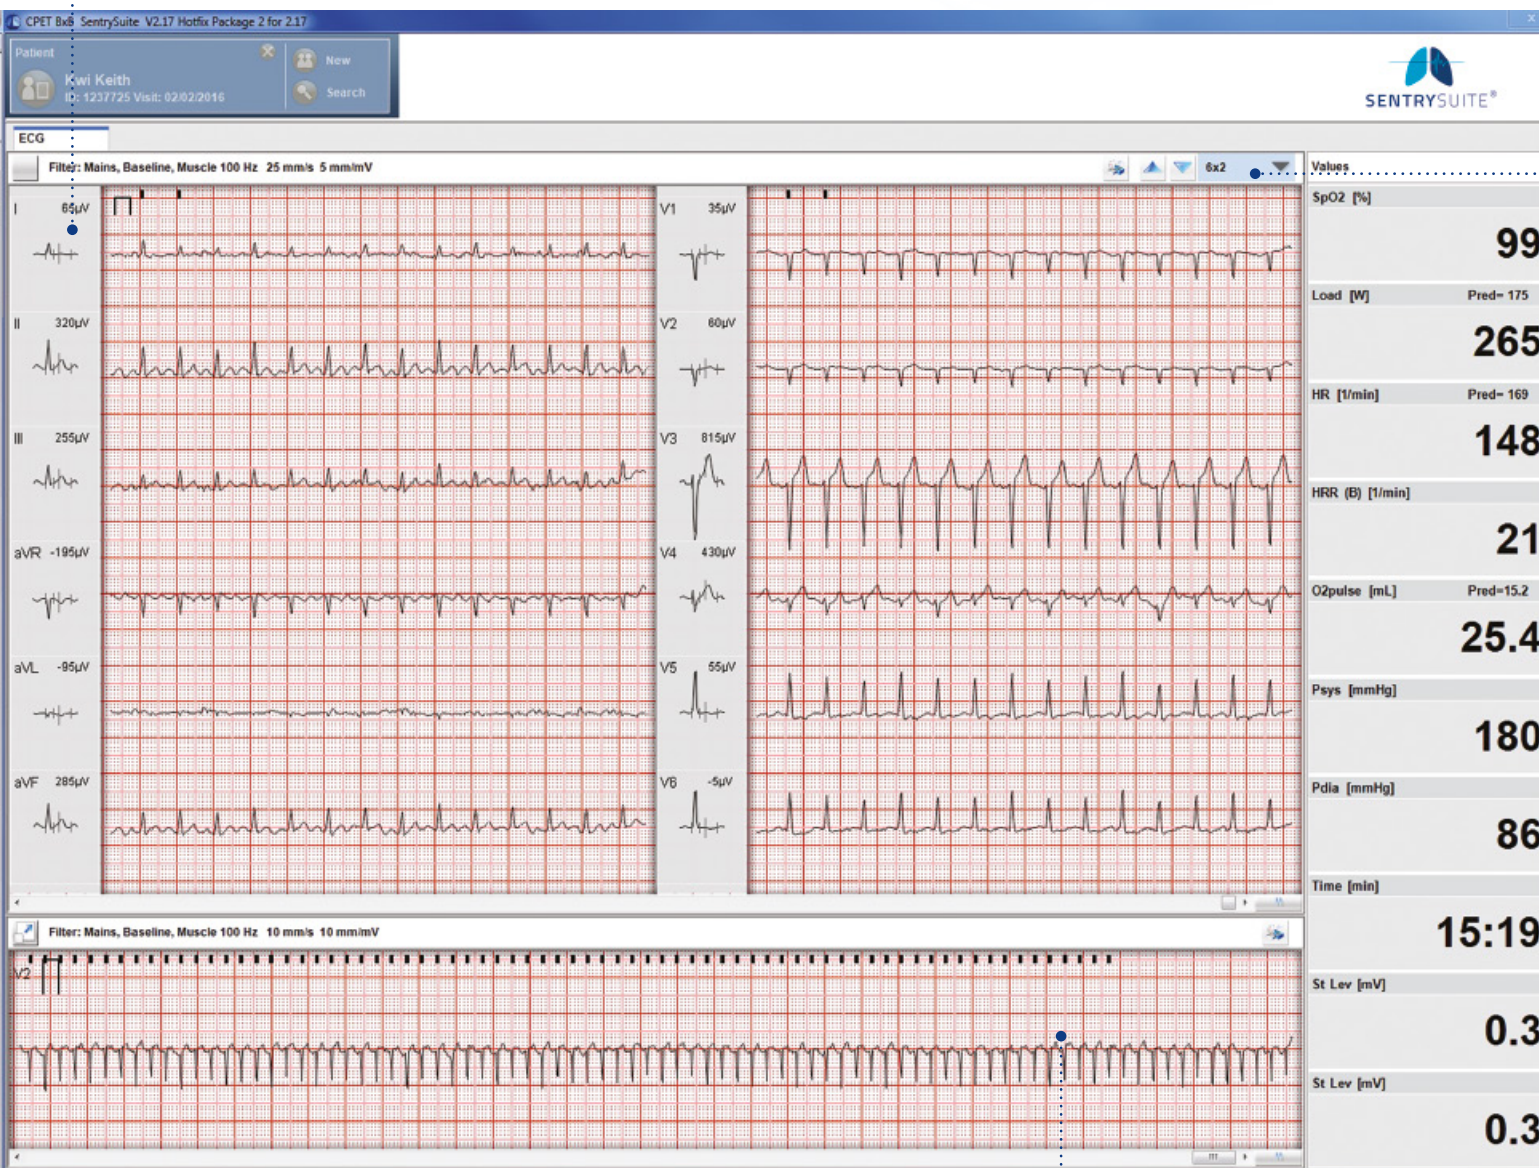 CPET BxB SentrySuite V2.17 Hotfix Package 2 for 2.17
Patient
Kwi Keith
ID: 1237725 Visit: 02/02/2016
New
Search
SENTRYSUITE®
ECG
Filter: Mains, Baseline, Muscle 100 Hz 25 mm/s 5 mm/mV
6x2
I 65µV
II 320µV
III 255µV
aVR -195µV
aVL -95µV
aVF 285µV
V1 35µV
V2 60µV
V3 815µV
V4 430µV
V5 55µV
V6 -5µV
Filter: Mains, Baseline, Muscle 100 Hz 10 mm/s 10 mm/mV
V2
Values
SpO2 [%]
99
Load [W] Pred= 175
265
HR [1/min] Pred= 169
148
HRR (B) [1/min]
21
O2pulse [mL] Pred=15.2
25.4
Psys [mmHg]
180
Pdia [mmHg]
86
Time [min]
15:19
St Lev [mV]
0.3
St Lev [mV]
0.3